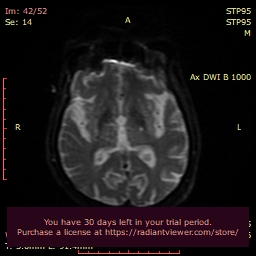 Im: 42/52
Se: 14
A
STP95
STP95
M
Ax DWI B 1000
R
L
You have 30 days left in your trial period.
Purchase a license at https://radiantviewer.com/store/